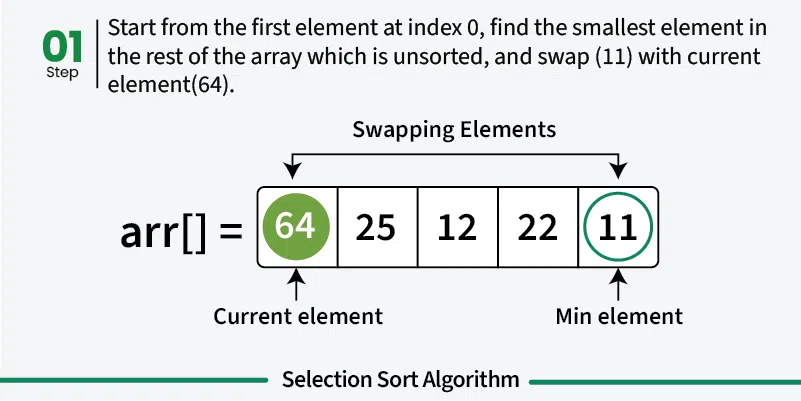 01
Step
Start from the first element at index 0, find the smallest element in
the rest of the array which is unsorted, and swap (11) with current
element(64).
Swapping Elements
arr[] = 64 25 12 22 11
Current element
Min element
Selection Sort Algorithm